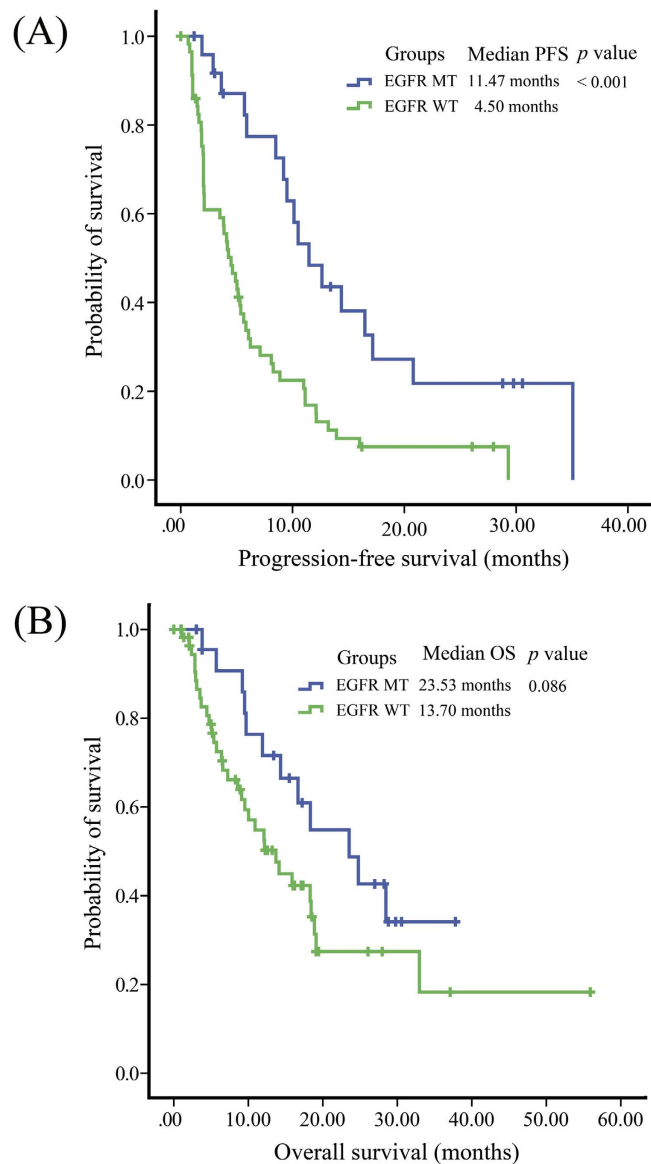 (A)
Groups Median PFS p value
EGFR MT 11.47 months < 0.001
EGFR WT 4.50 months
1.0
0.8
0.6
0.4
0.2
0.0
Probability of survival
.00 10.00 20.00 30.00 40.00
Progression-free survival (months)
(B)
Groups Median OS p value
EGFR MT 23.53 months 0.086
EGFR WT 13.70 months
1.0
0.8
0.6
0.4
0.2
0.0
Probability of survival
.00 10.00 20.00 30.00 40.00 50.00 60.00
Overall survival (months)